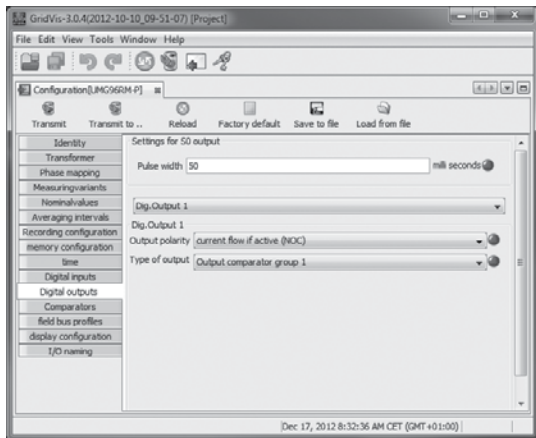 GridVis-3.0.4(2012-10-10_09-51-07) [Project]
File Edit View Tools Window Help
Configuration[UMG96RM-P]
Transmit Transmit to .. Reload Factory default Save to file Load from file
Identity
Transformer
Phase mapping
Measuringvariants
Nominalvalues
Averaging intervals
Recording configuration
memory configuration
time
Digital inputs
Digital outputs
Comparators
field bus profiles
display configuration
I/O naming
Settings for S0 output
Pulse width 50 milli seconds
Dig.Output 1
Dig.Output 1
Output polarity current flow if active (NOC)
Type of output Output comparator group 1
Dec 17, 2012 8:32:36 AM CET (GMT+01:00)